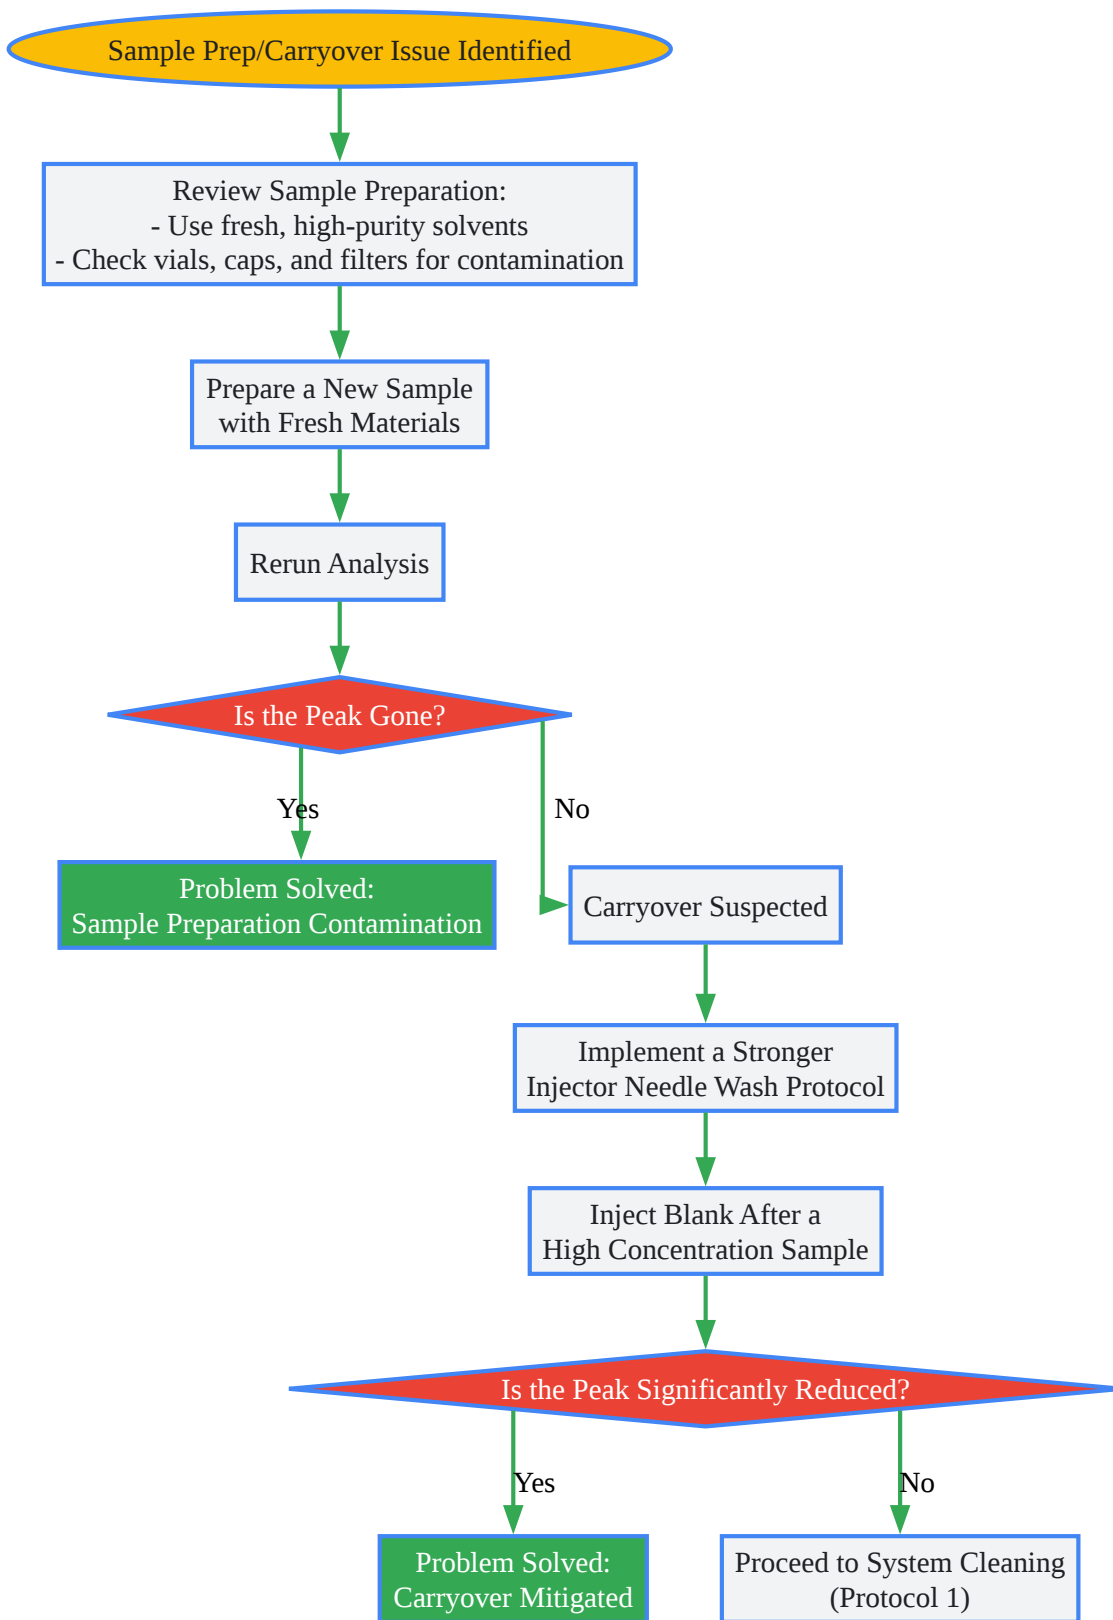 Sample Prep/Carryover Issue Identified
Review Sample Preparation:
- Use fresh, high-purity solvents
- Check vials, caps, and filters for contamination
Prepare a New Sample
with Fresh Materials
Rerun Analysis
Is the Peak Gone?
Yes
No
Problem Solved:
Sample Preparation Contamination
Carryover Suspected
Implement a Stronger
Injector Needle Wash Protocol
Inject Blank After a
High Concentration Sample
Is the Peak Significantly Reduced?
Yes
No
Problem Solved:
Carryover Mitigated
Proceed to System Cleaning
(Protocol 1)